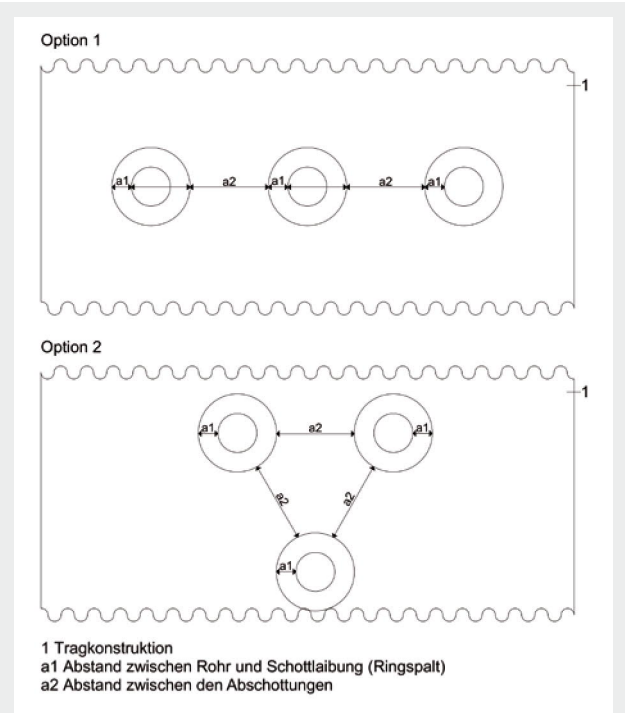 Option 1
1
a1 a2 a1 a2 a1
Option 2
1
a1 a2 a1
a2 a2
a1
1 Tragkonstruktion
a1 Abstand zwischen Rohr und Schottlaibung (Ringspalt)
a2 Abstand zwischen den Abschottungen